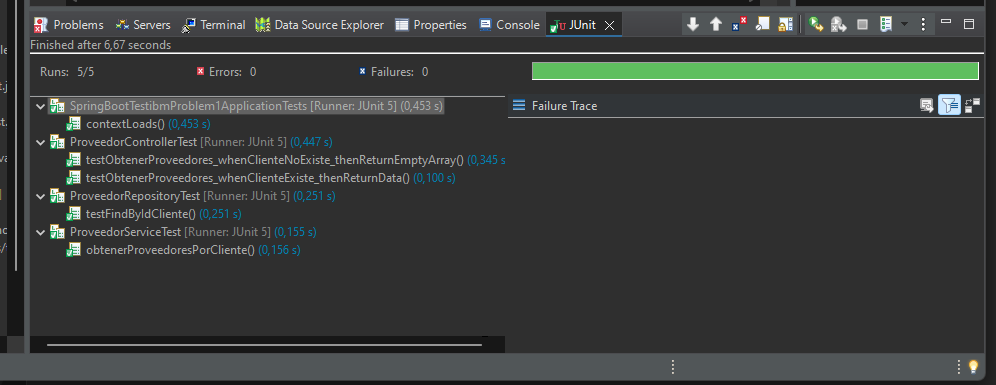 Problems Servers Terminal Data Source Explorer Properties Console JUnit
Finished after 6,67 seconds
Runs: 5/5 Errors: 0 Failures: 0
SpringBootTestibmProblem1ApplicationTests [Runner: JUnit 5] (0,453 s)
Failure Trace
contextLoads() (0,453 s)
ProveedorControllerTest [Runner: JUnit 5] (0,447 s)
testObtenerProveedores_whenClienteNoExiste_thenReturnEmptyArray() (0,345 s
testObtenerProveedores_whenClienteExiste_thenReturnData() (0,100 s)
ProveedorRepositoryTest [Runner: JUnit 5] (0,251 s)
testFindByIdCliente() (0,251 s)
ProveedorServiceTest [Runner: JUnit 5] (0,155 s)
obtenerProveedoresPorCliente() (0,156 s)